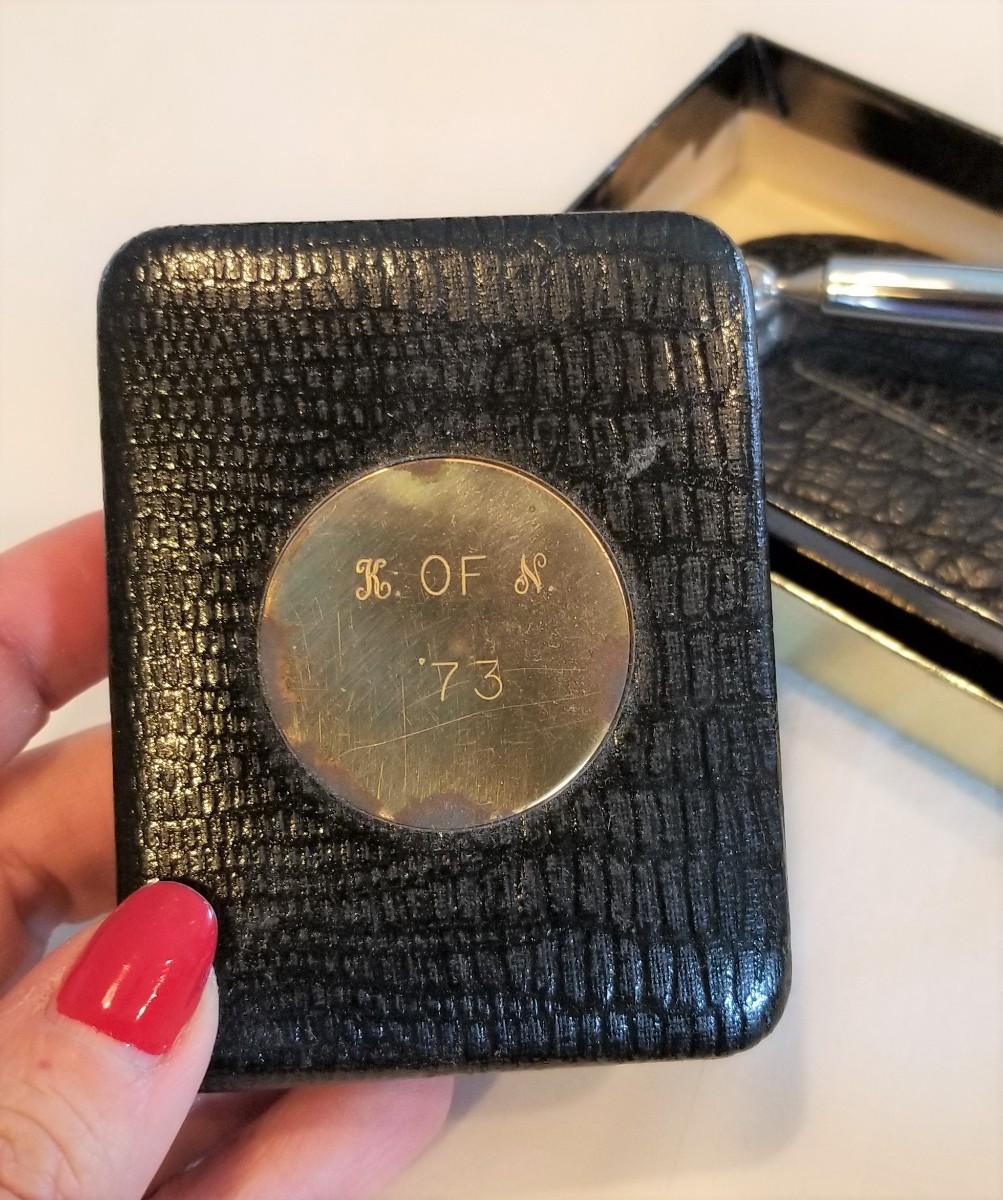 K. OF N.
'73